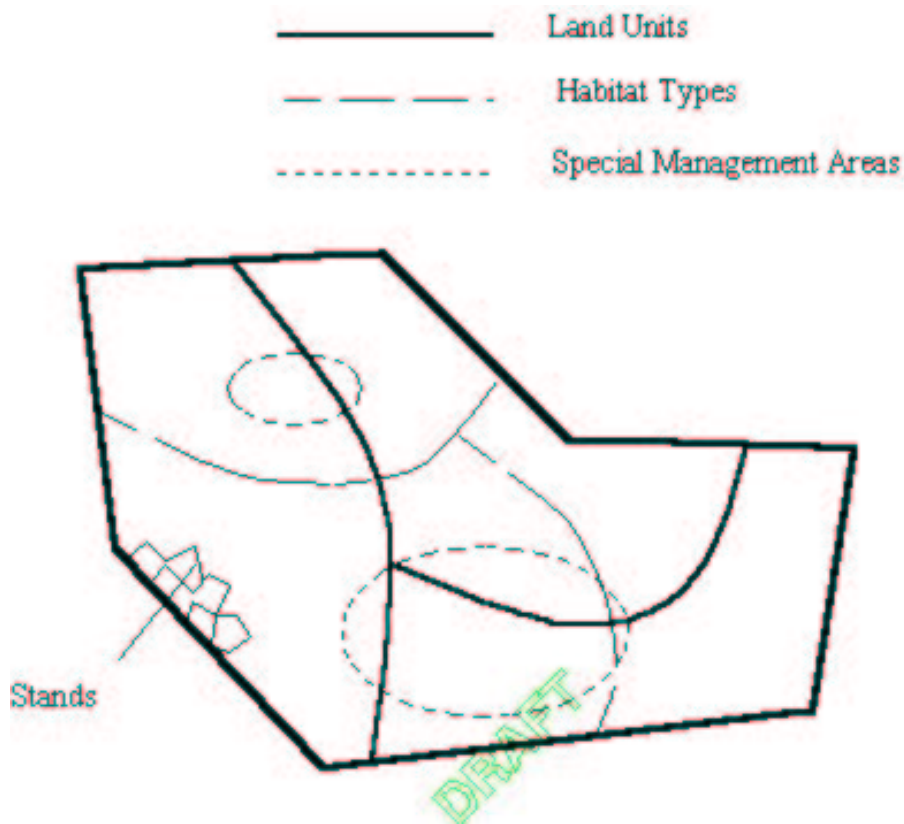 Land Units
Habitat Types
Special Management Areas
Stands
DRAFT